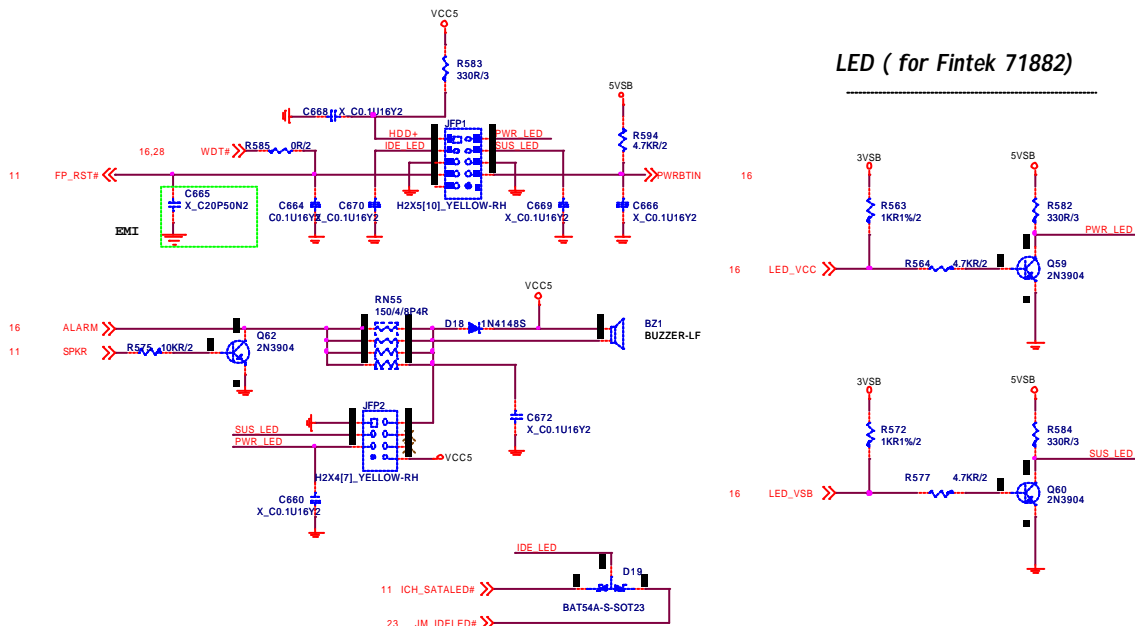 VCC5
R583
330R/3
LED ( for Fintek 71882)
C668
X_C0.1U16Y2
5VSB
JFP1
HDD+
PWR_LED
IDE_LED
SUS_LED
R594
4.7KR/2
16,28
WDT#
R585
0R/2
11
FP_RST#
PWRBTIN
16
C665
X_C20P50N2
EMI
C664
C0.1U16Y2
C670
X_C0.1U16Y2
H2X5[10]_YELLOW-RH
C669
X_C0.1U16Y2
C666
X_C0.1U16Y2
3VSB
5VSB
R563
1KR1%/2
R582
330R/3
PWR_LED
16
LED_VCC
R564
4.7KR/2
Q59
2N3904
VCC5
RN55
150/4/8P4R
16
ALARM
D18
1N4148S
BZ1
BUZZER-LF
11
SPKR
R575
10KR/2
Q62
2N3904
JFP2
SUS_LED
PWR_LED
VCC5
H2X4[7]_YELLOW-RH
C672
X_C0.1U16Y2
C660
X_C0.1U16Y2
3VSB
5VSB
R572
1KR1%/2
R584
330R/3
SUS_LED
16
LED_VSB
R577
4.7KR/2
Q60
2N3904
IDE_LED
D19
11
ICH_SATALED#
BAT54A-S-SOT23
23
JM_IDELED#